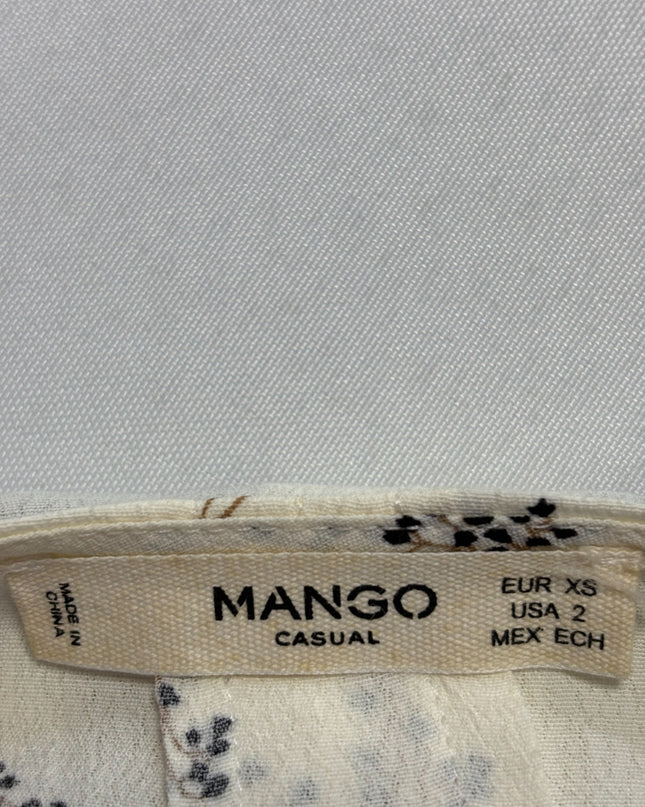 MADE IN
CHINA
MANGO
CASUAL
EUR XS
USA 2
MEX ECH